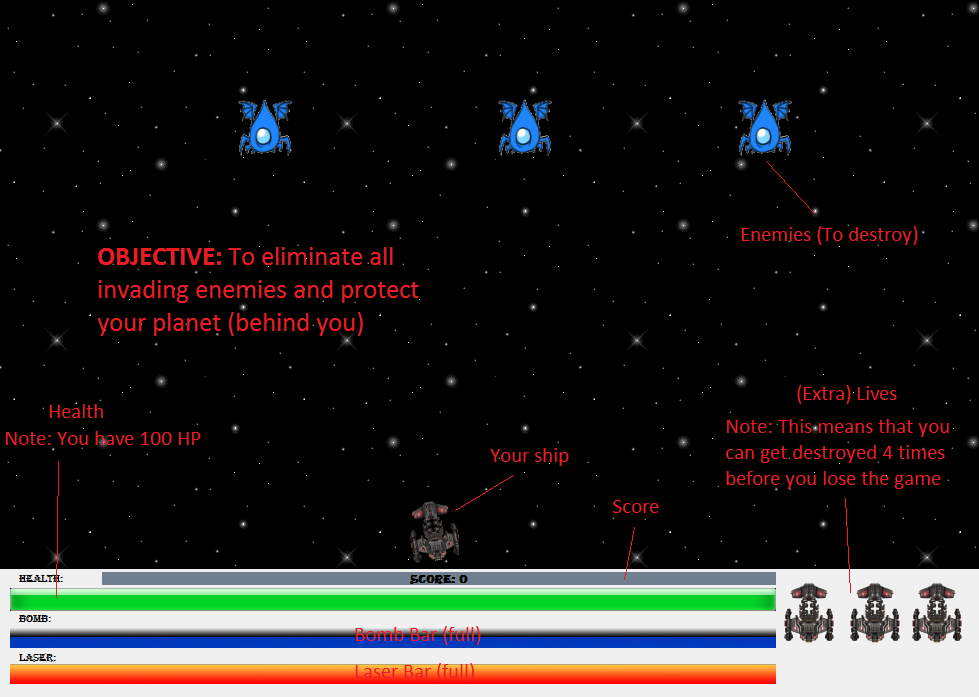 Enemies (To destroy)
OBJECTIVE: To eliminate all
invading enemies and protect
your planet (behind you)
(Extra) Lives
Note: This means that you
can get destroyed 4 times
before you lose the game
Health
Note: You have 100 HP
Your ship
Score
HEALTH:
SCORE: 0
BOMB:
Bomb Bar (full)
LASER:
Laser Bar (full)